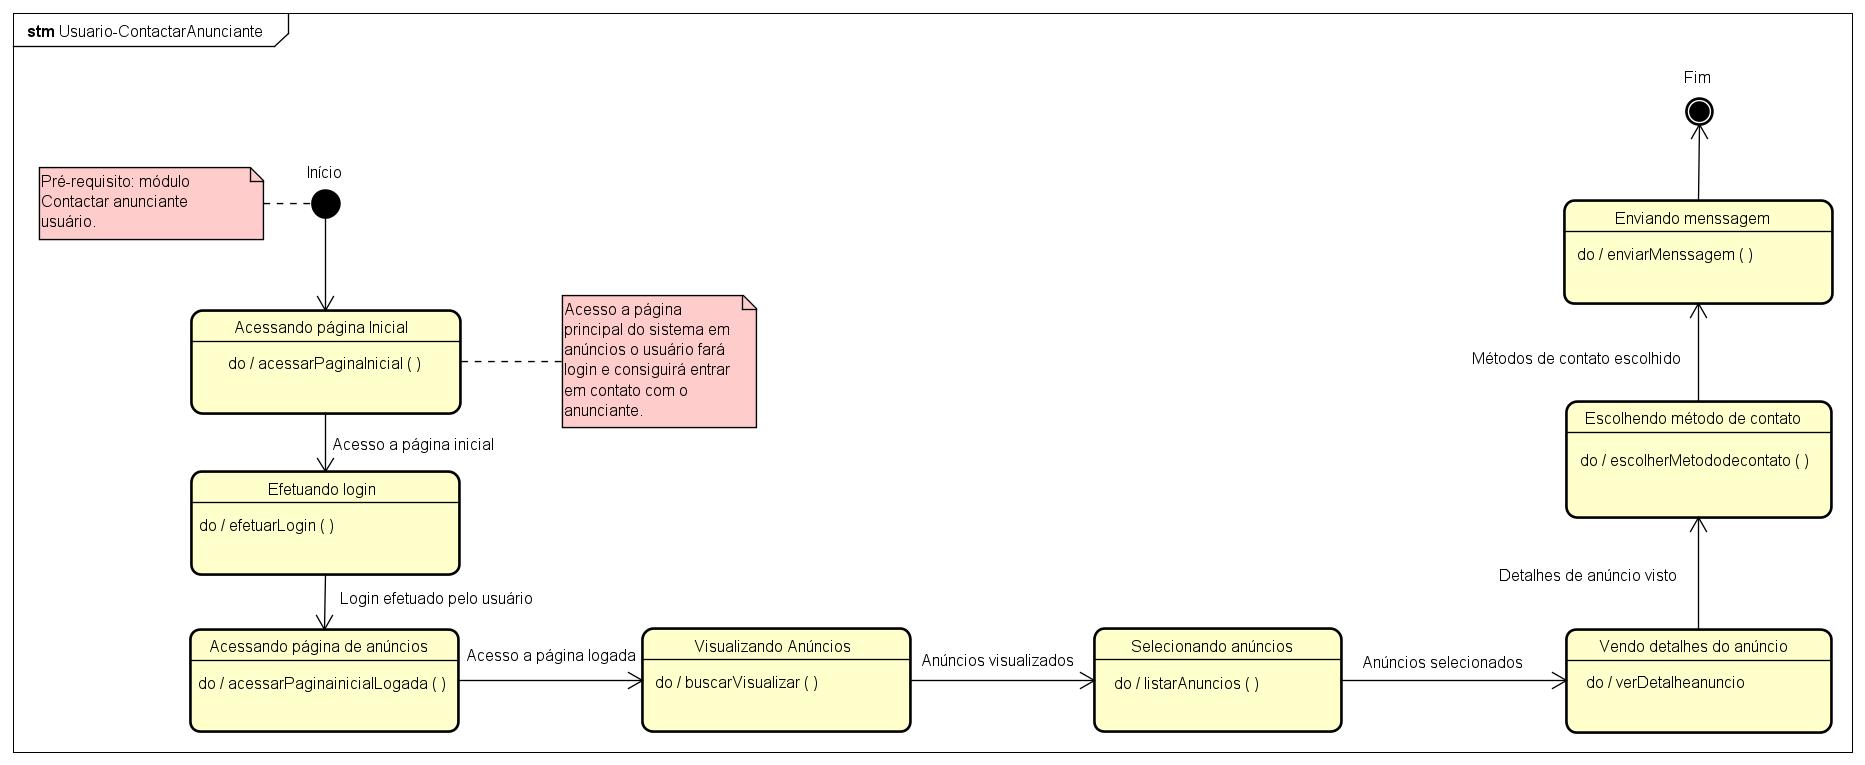 stm Usuario-ContactarAnunciante
Fim
Início
Pré-requisito: módulo
Contactar anunciante
usuário.
Acessando página Inicial
do / acessarPaginaInicial ( )
Acesso a página
principal do sistema em
anúncios o usuário fará
login e consiguirá entrar
em contato com o
anunciante.
Acesso a página inicial
Efetuando login
do / efetuarLogin ( )
Login efetuado pelo usuário
Acessando página de anúncios
do / acessarPaginainicialLogada ( )
Acesso a página logada
Visualizando Anúncios
do / buscarVisualizar ( )
Anúncios visualizados
Selecionando anúncios
do / listarAnuncios ( )
Anúncios selecionados
Vendo detalhes do anúncio
do / verDetalheanuncio
Detalhes de anúncio visto
Escolhendo método de contato
do / escolherMetododecontato ( )
Métodos de contato escolhido
Enviando menssagem
do / enviarMenssagem ( )